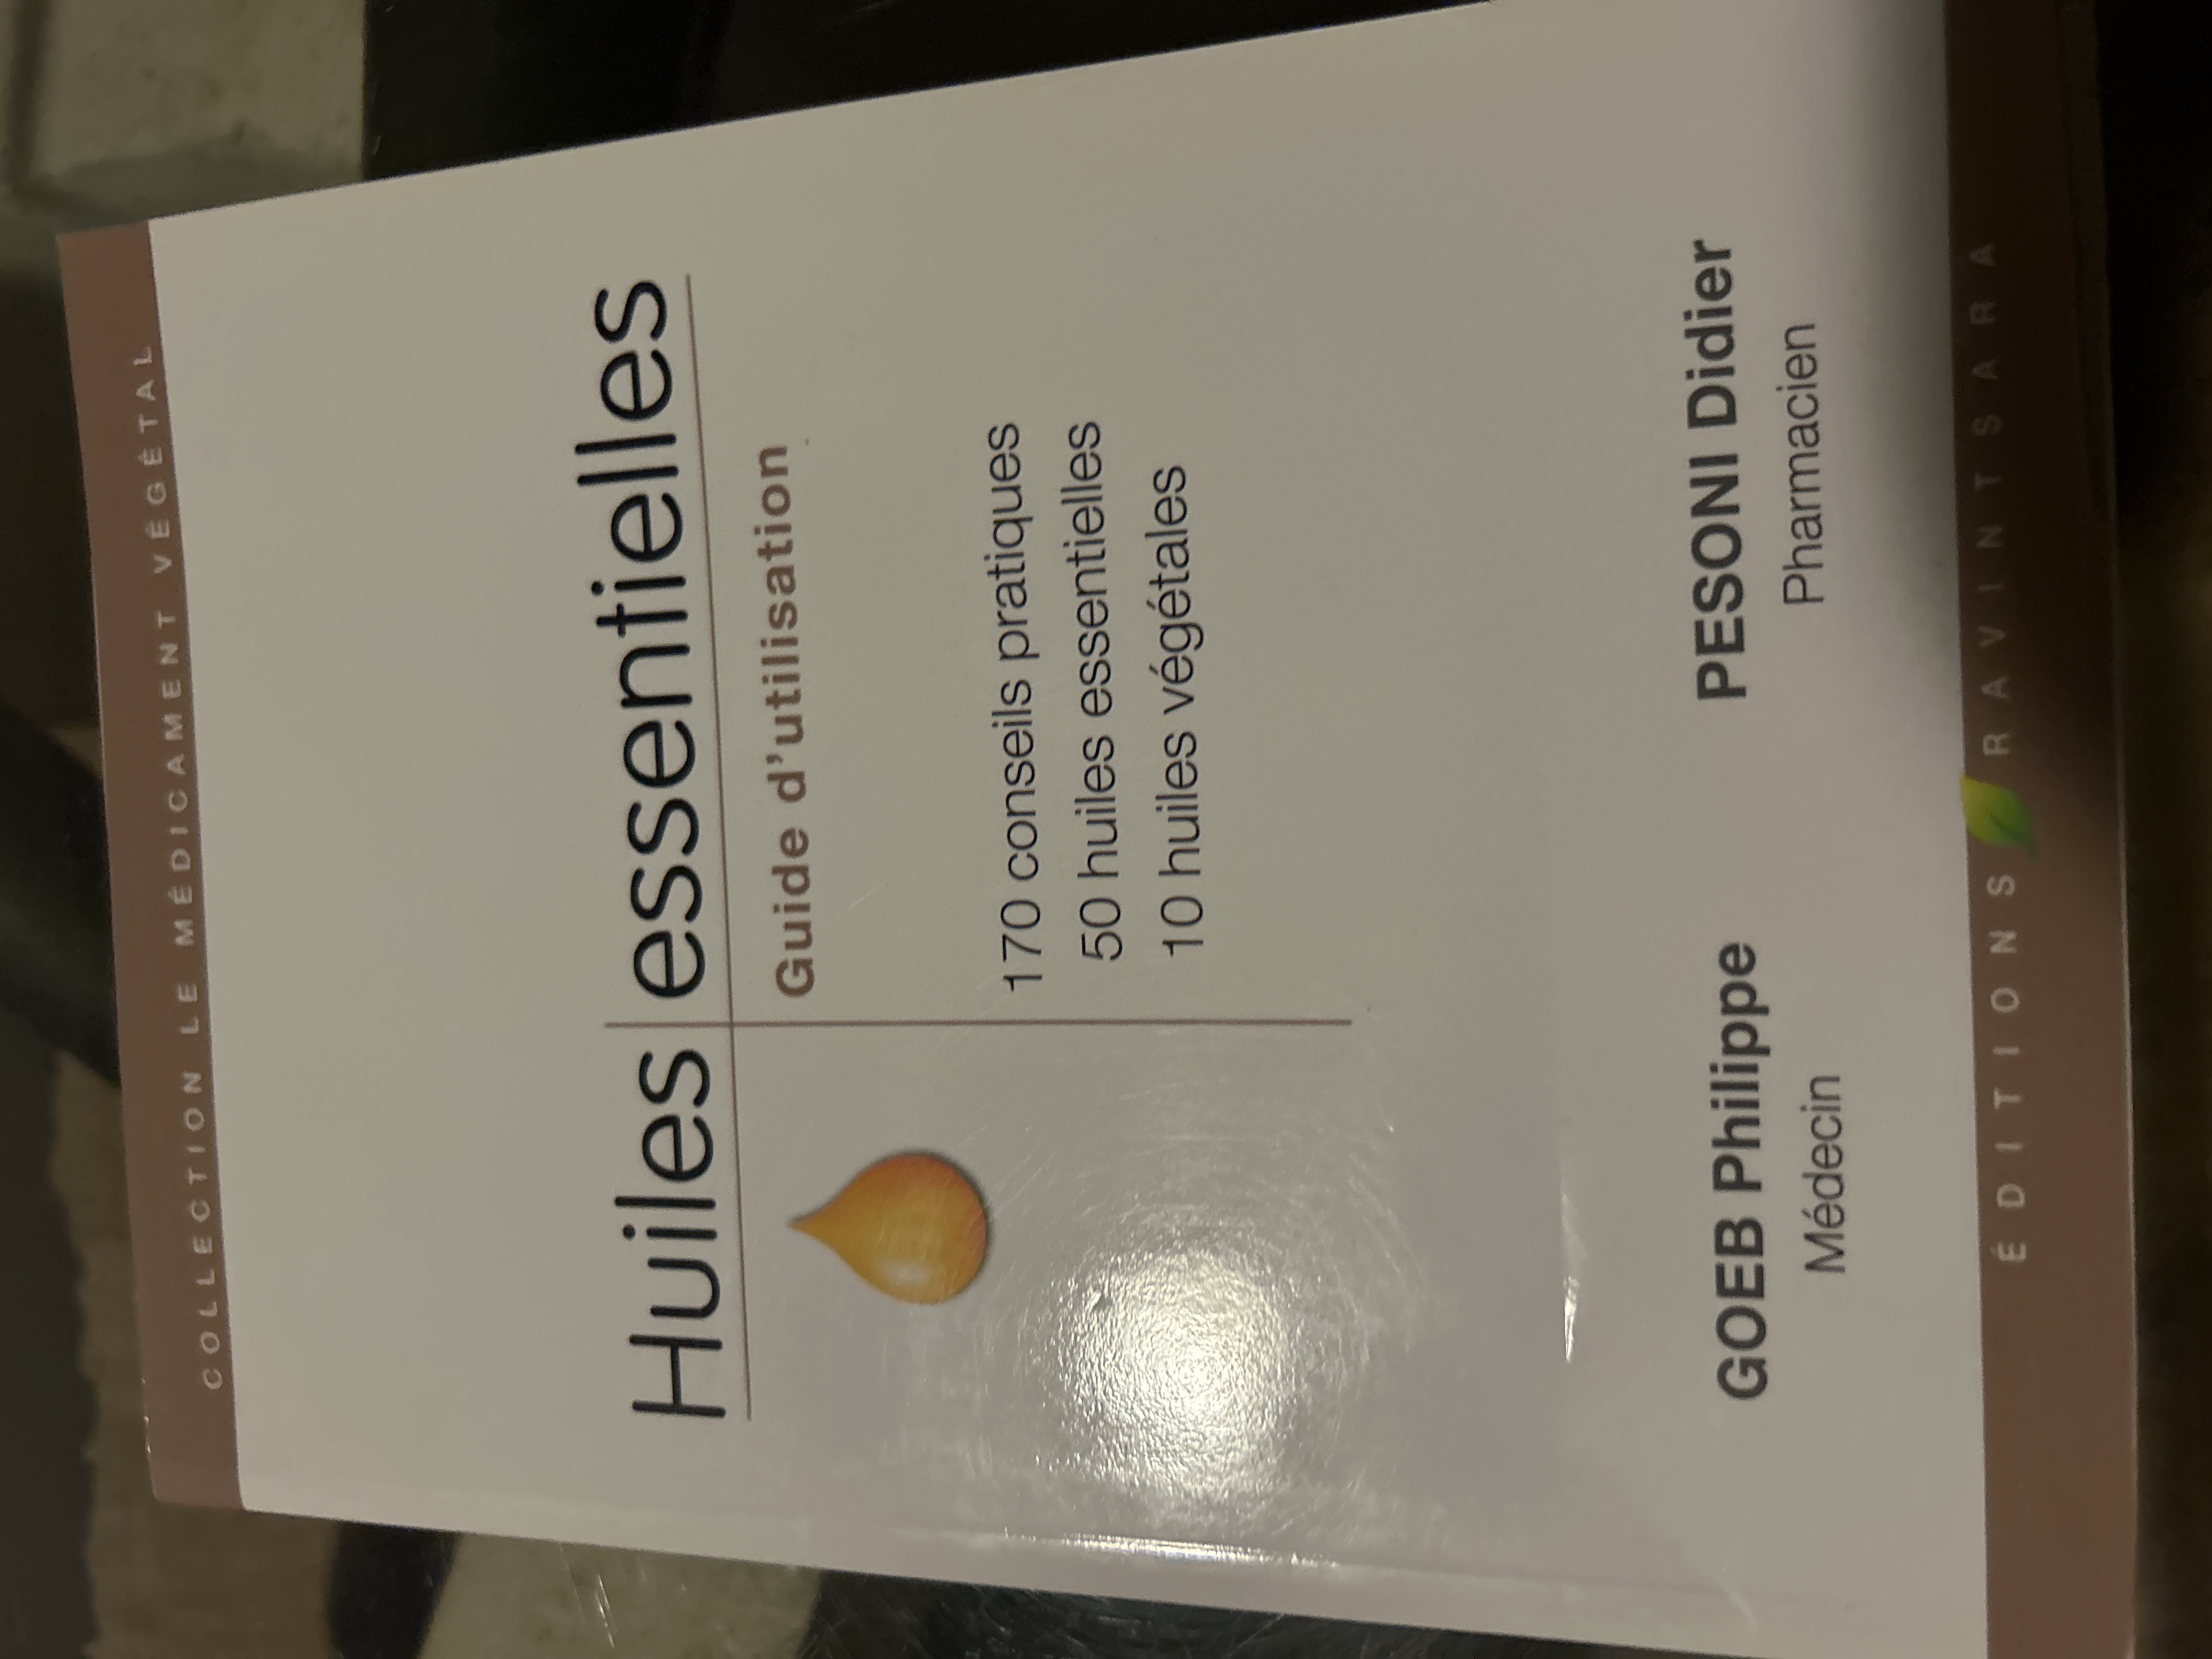 COLLECTION LE MÉDICAMENT VÉGÉTAL
Huiles essentielles
Guide d'utilisation
170 conseils pratiques
50 huiles essentielles
10 huiles végétales
GOEB Philippe
Médecin
PESONI Didier
Pharmacien
ÉDITIONS RAVINTSARA